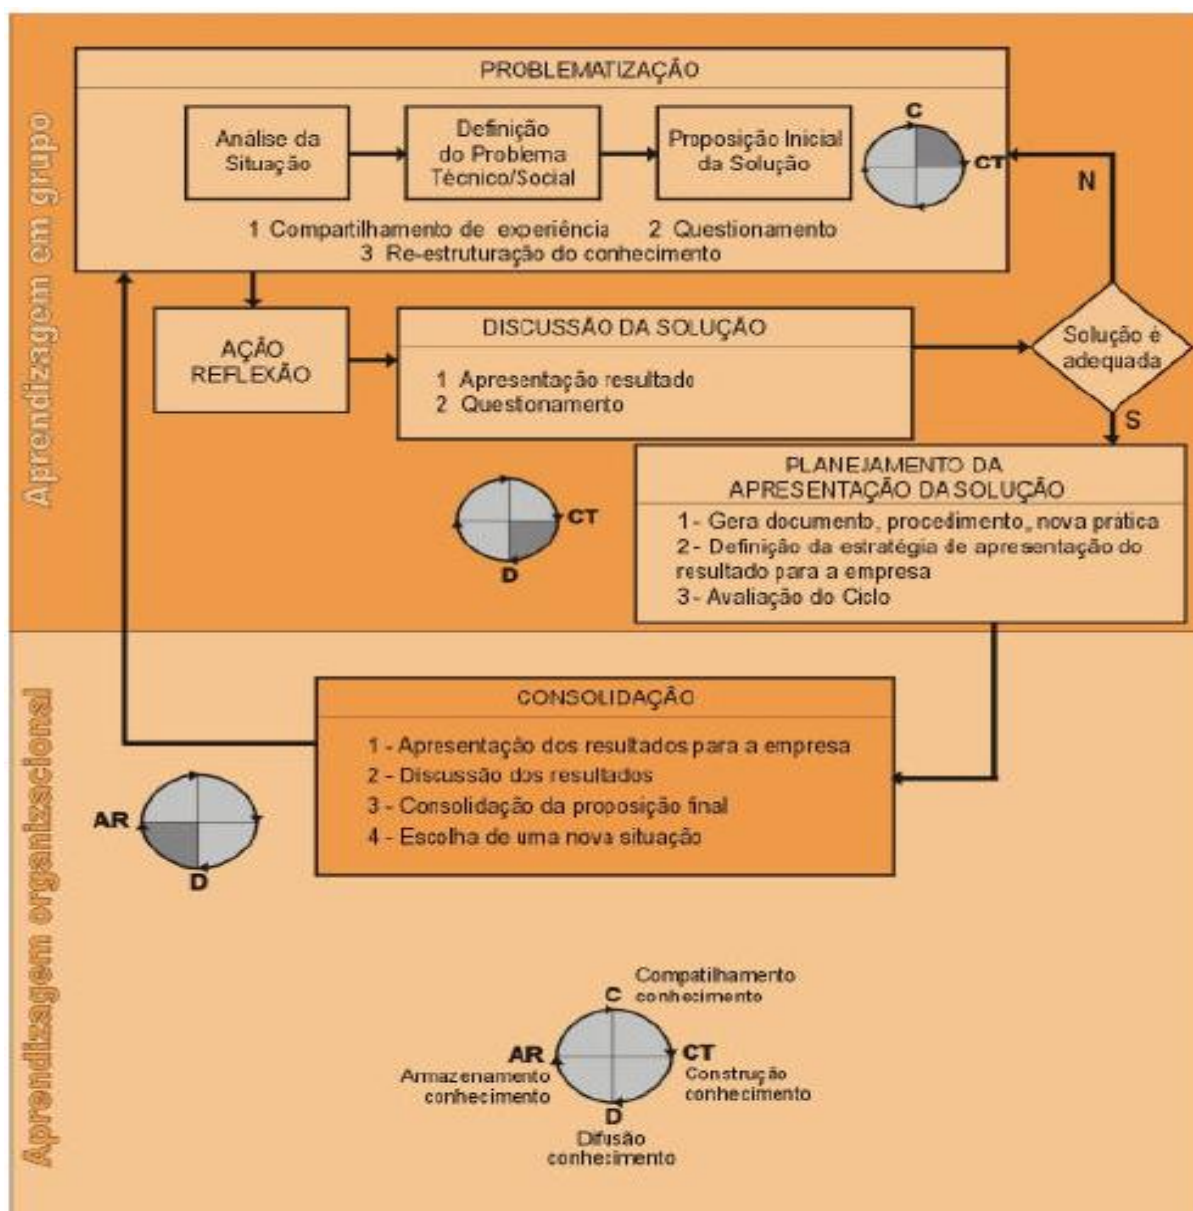 Aprendizagem em grupo
PROBLEMATIZAÇÃO
Análise da
Situação
Definição
do Problema
Técnico/Social
Proposição Inicial
da Solução
C
CT
N
1 Compartilhamento de experiência 2 Questionamento
3 Re-estruturação do conhecimento
AÇÃO
REFLEXÃO
DISCUSSÃO DA SOLUÇÃO
1 Apresentação resultado
2 Questionamento
Solução é
adequada
S
CT
D
PLANEJAMENTO DA
APRESENTAÇÃO DA SOLUÇÃO
1 - Gera documento, procedimento, nova prática
2 - Definição da estratégia de apresentação do
resultado para a empresa
3 - Avaliação do Ciclo
Aprendizagem organizacional
CONSOLIDAÇÃO
1 - Apresentação dos resultados para a empresa
2 - Discussão dos resultados
3 - Consolidação da proposição final
4 - Escolha de uma nova situação
AR
D
C
Compatilhamento
conhecimento
AR
Armazenamento
conhecimento
CT
Construção
conhecimento
D
Difusão
conhecimento